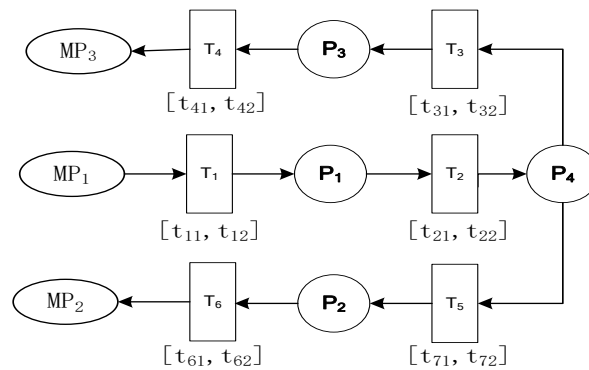 MP₃ T₄ P₃ T₃
[t₄₁, t₄₂] [t₃₁, t₃₂]
MP₁ T₁ P₁ T₂ P₄
[t₁₁, t₁₂] [t₂₁, t₂₂]
MP₂ T₆ P₂ T₅
[t₆₁, t₆₂] [t₇₁, t₇₂]